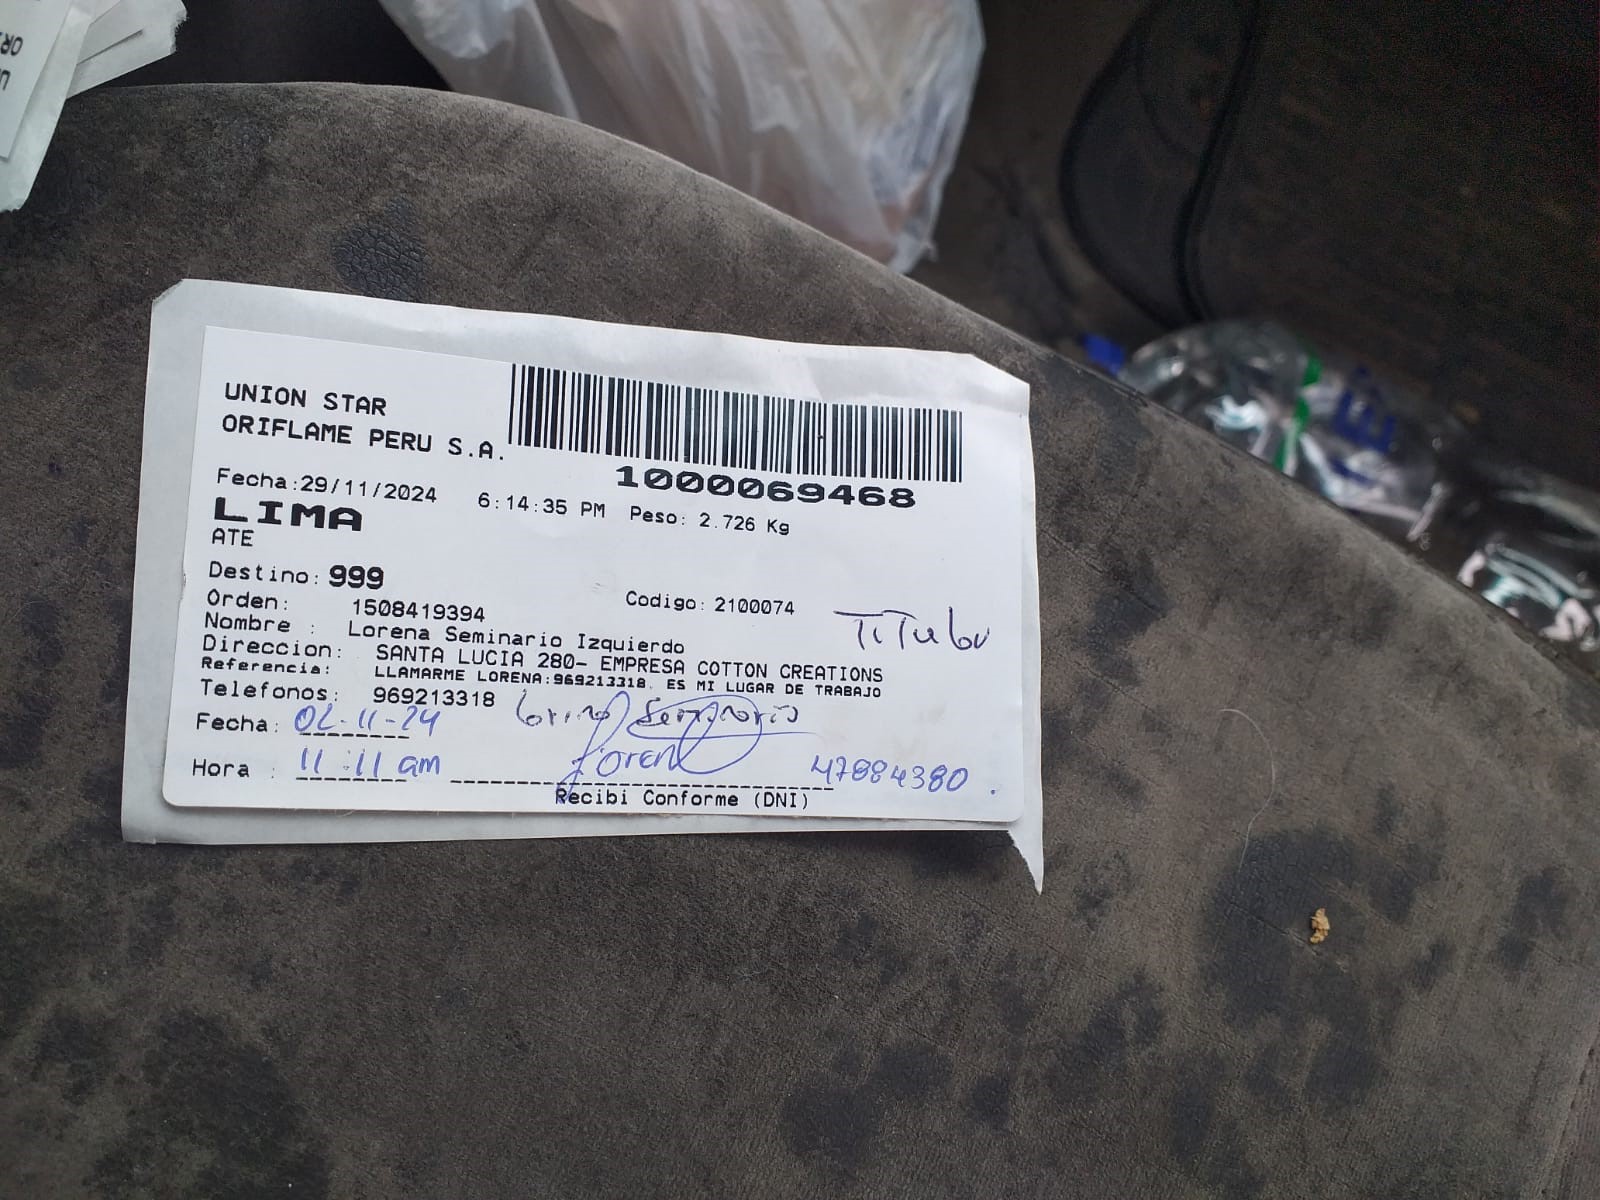 UNION STAR
ORIFLAME PERU S.A.
1000069468
Fecha:29/11/2024 6:14:35 PM Peso: 2.726 Kg
LIMA
ATE
Destino: 999
Orden: 1508419394 Codigo: 2100074
Nombre : Lorena Seminario Izquierdo
Titular
Direccion: SANTA LUCIA 280- EMPRESA COTTON CREATIONS
Referencia: LLAMARME LORENA:969213318. ES MI LUGAR DE TRABAJO
Telefonos: 969213318
Fecha: 02-11-24 Seminario
Hora : 11:11 am Loren 47884380.
Recibi Conforme (DNI)